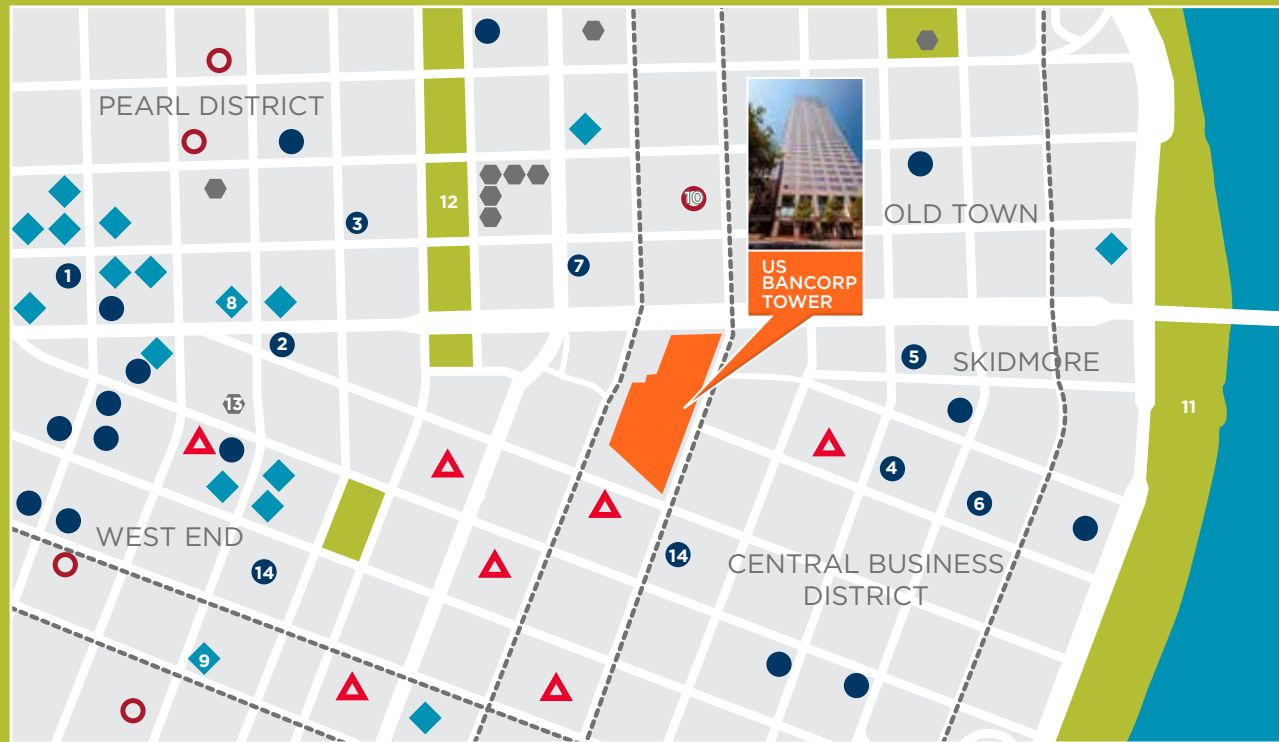 PEARL DISTRICT
12
10
3
OLD TOWN
7
1
8
US
BANCORP
TOWER
2
5
SKIDMORE
13
11
4
6
WEST END
14
14
CENTRAL BUSINESS
DISTRICT
9